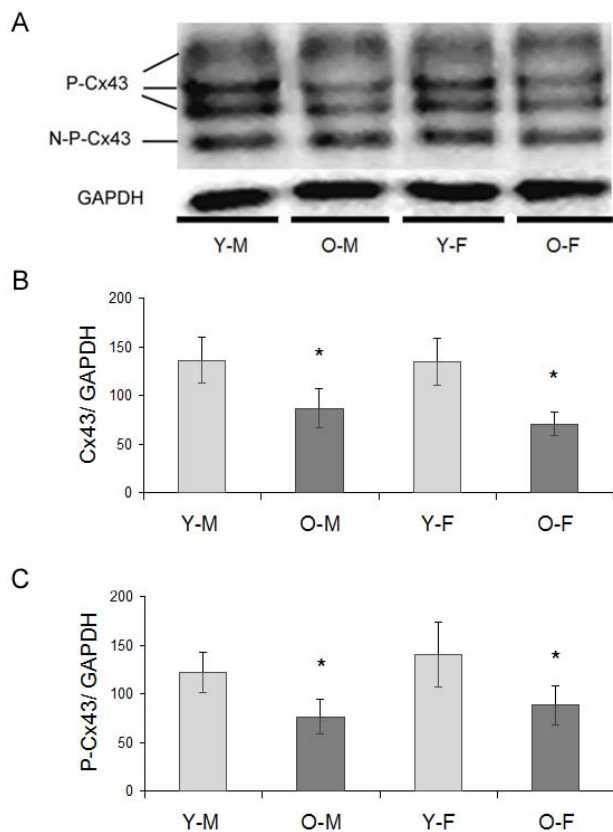 A
P-Cx43
N-P-Cx43
GAPDH
Y-M O-M Y-F O-F
B
Cx43/ GAPDH
200
150
100
50
0
* *
Y-M O-M Y-F O-F
C
P-Cx43/ GAPDH
200
150
100
50
0
* *
Y-M O-M Y-F O-F